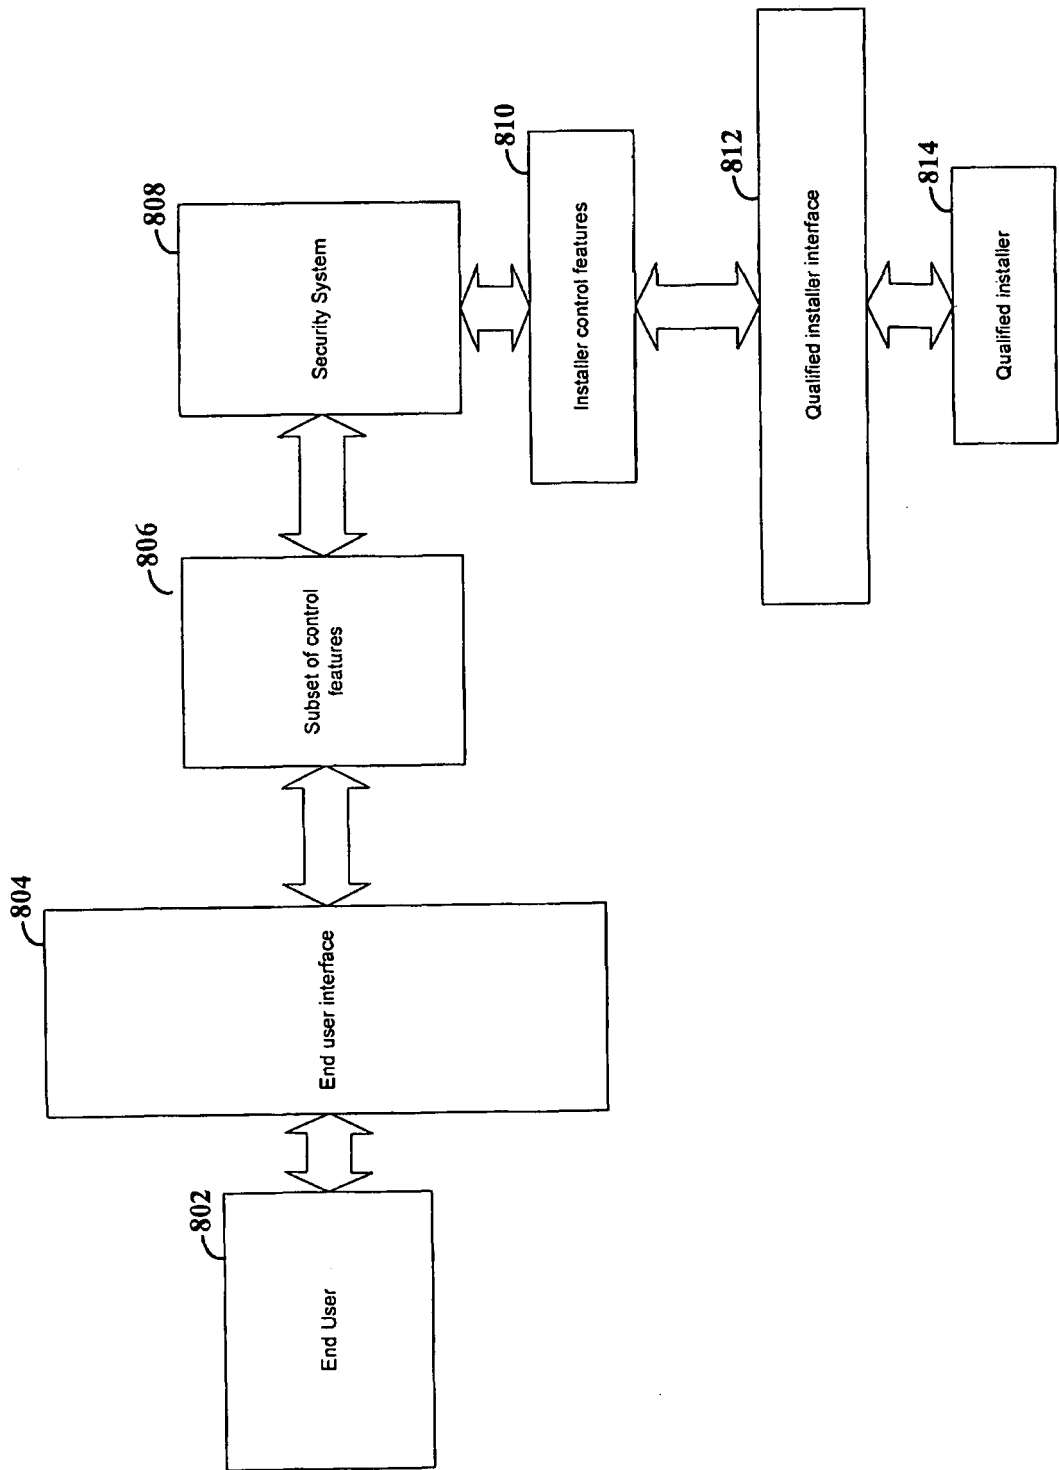 802
End User
804
End user interface
806
Subset of control
features
808
Security System
810
Installer control features
812
Qualified installer interface
814
Qualified installer